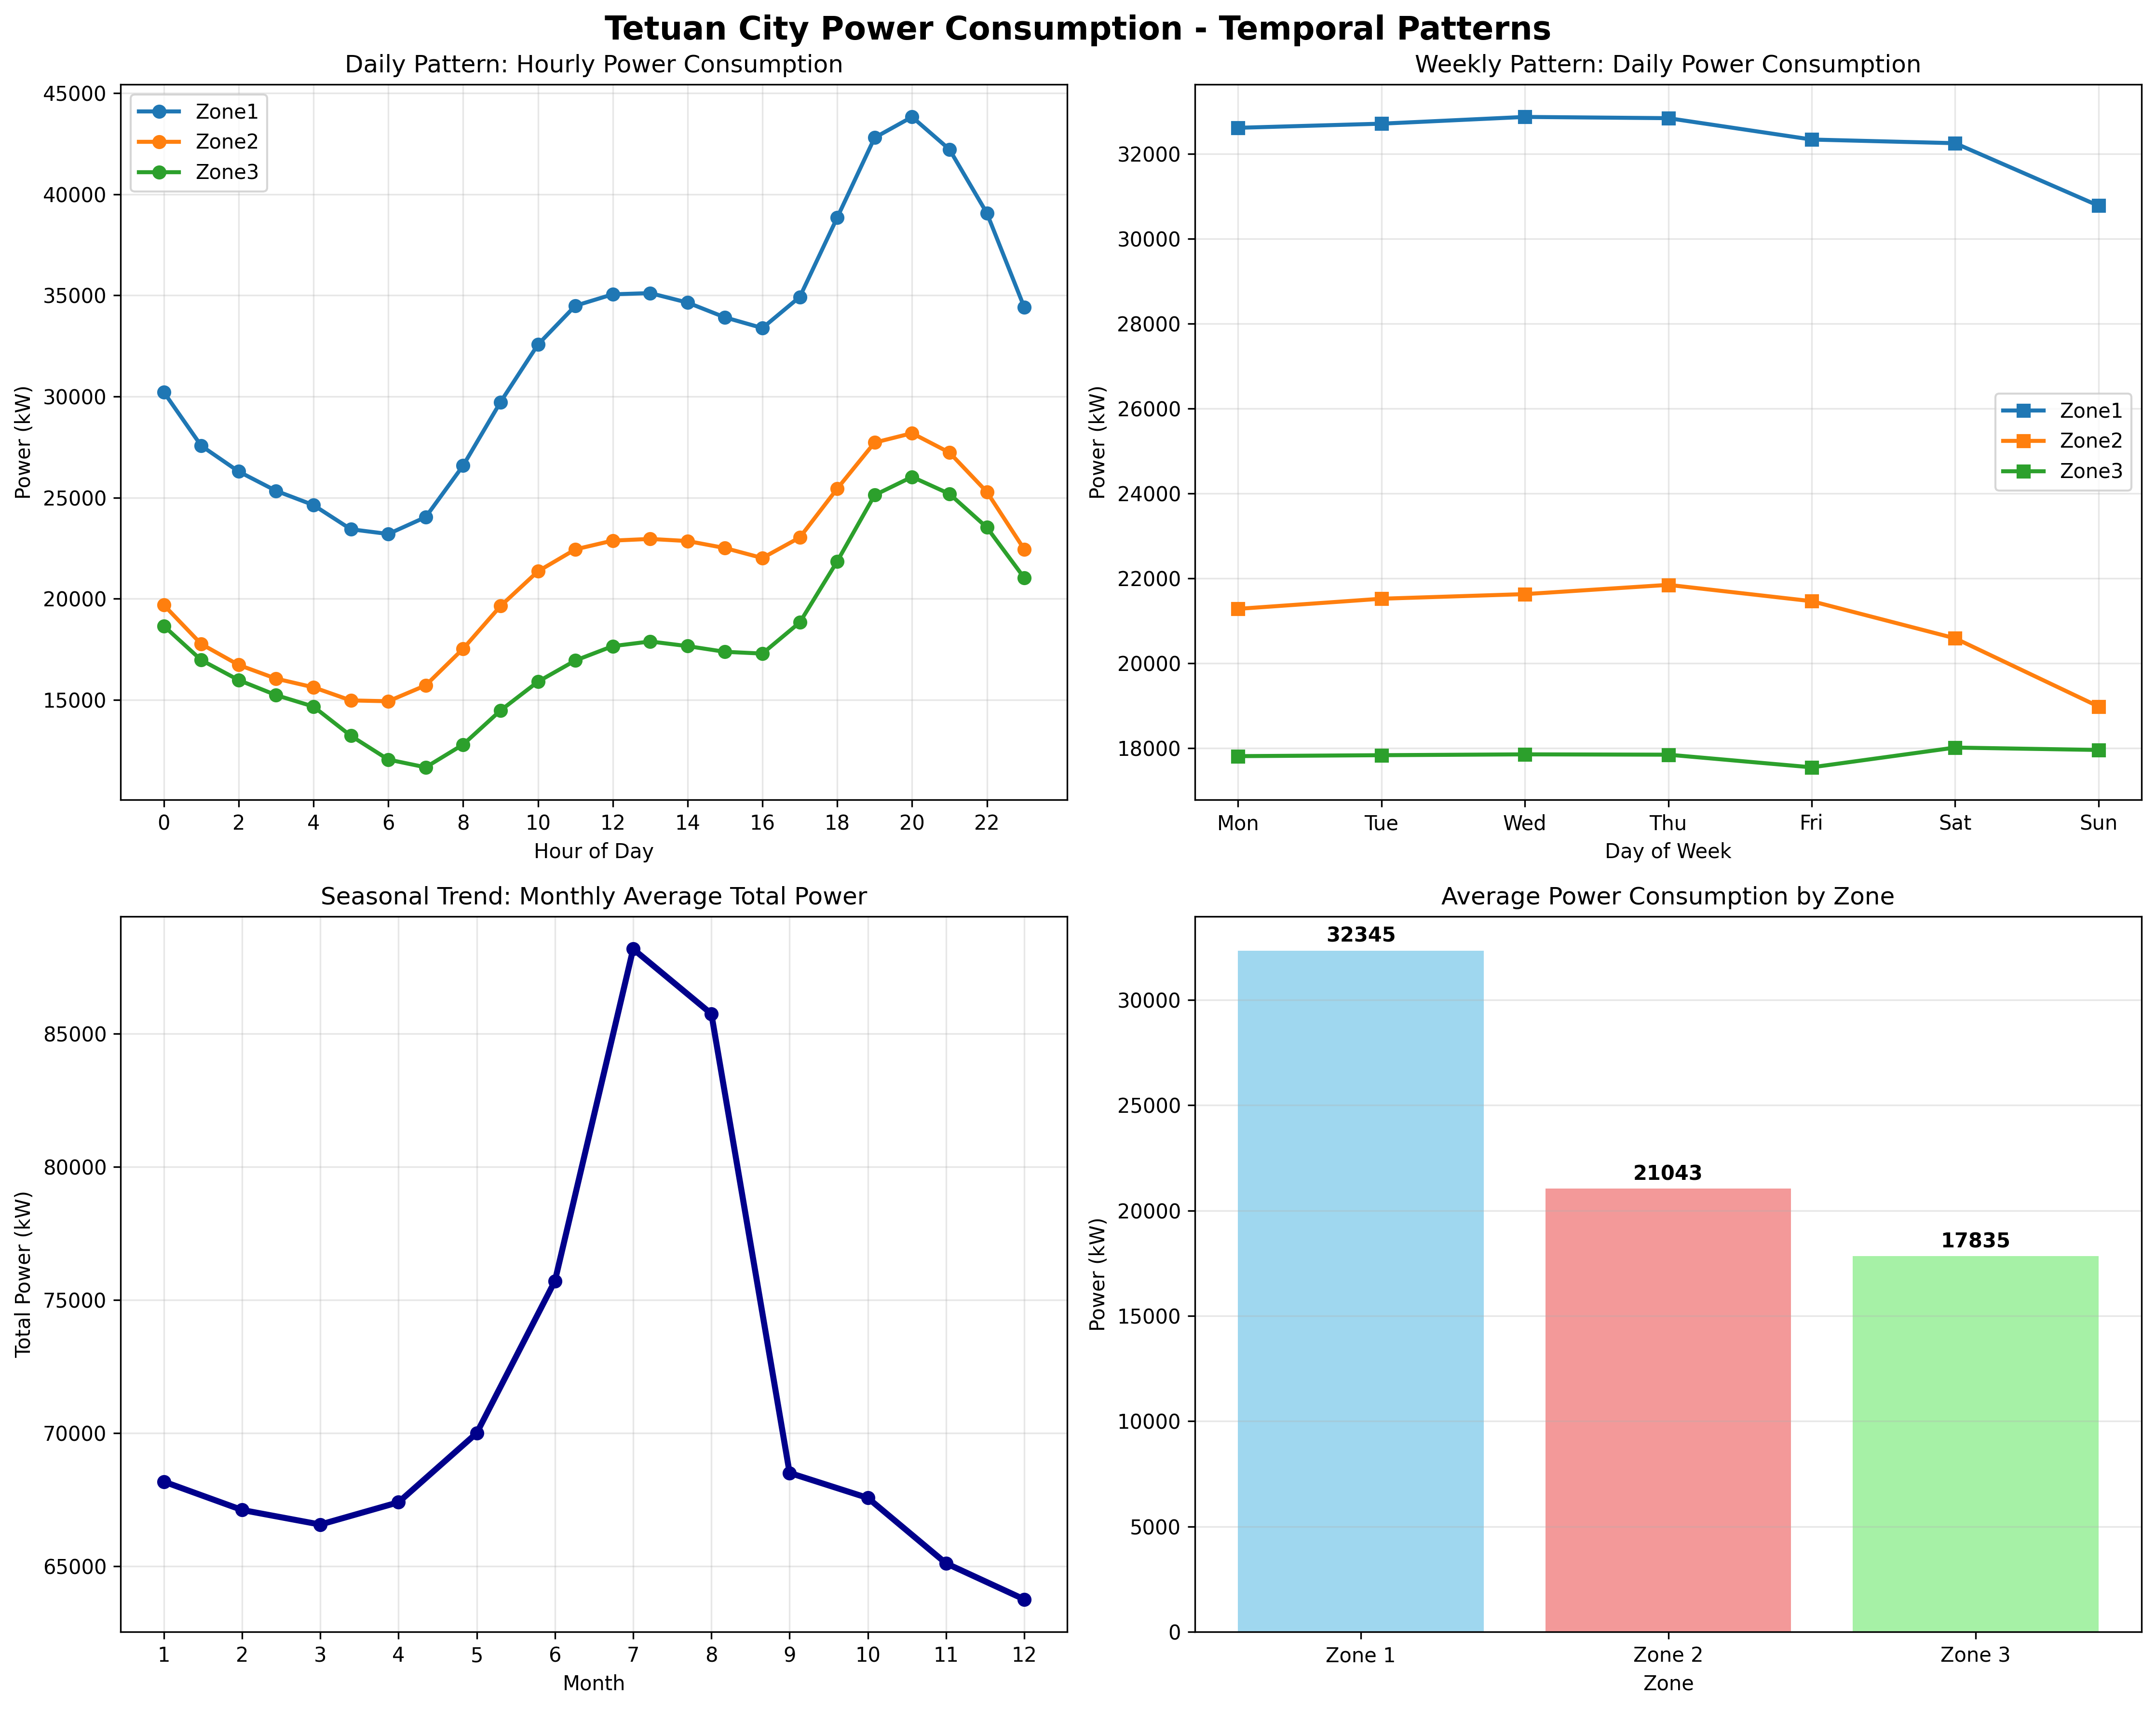 Tetuan City Power Consumption - Temporal Patterns
Daily Pattern: Hourly Power Consumption
45000
40000
35000
30000
25000
20000
15000
Power (kW)
Zone1
Zone2
Zone3
0 2 4 6 8 10 12 14 16 18 20 22
Hour of Day
Weekly Pattern: Daily Power Consumption
32000
30000
28000
26000
24000
22000
20000
18000
Power (kW)
Zone1
Zone2
Zone3
Mon Tue Wed Thu Fri Sat Sun
Day of Week
Seasonal Trend: Monthly Average Total Power
85000
80000
75000
70000
65000
Total Power (kW)
1 2 3 4 5 6 7 8 9 10 11 12
Month
Average Power Consumption by Zone
30000
25000
20000
15000
10000
5000
0
Power (kW)
32345
21043
17835
Zone 1 Zone 2 Zone 3
Zone